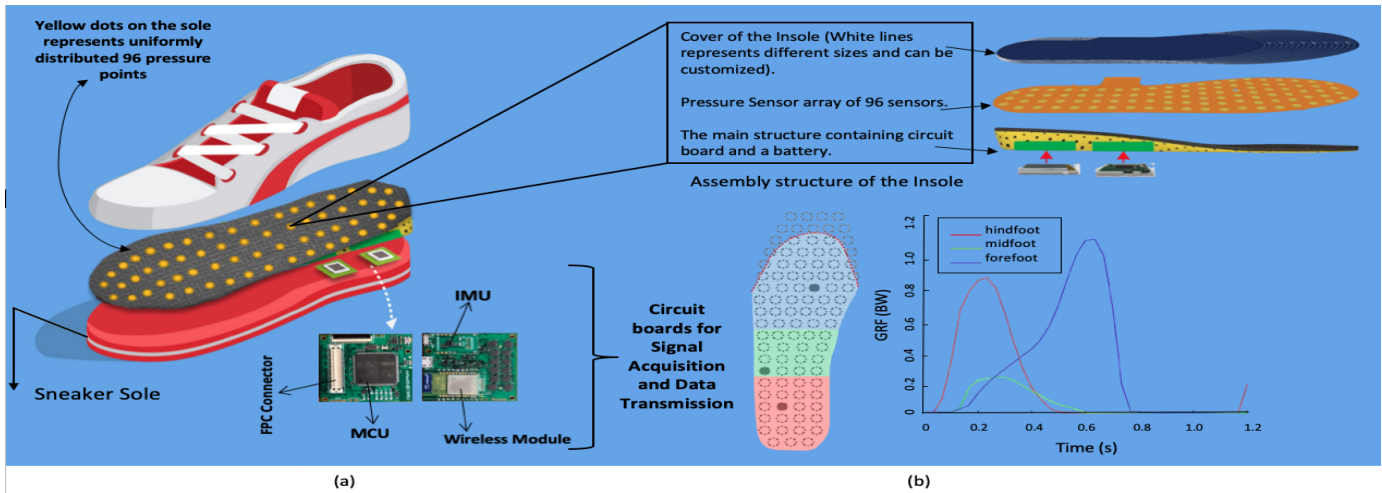 Yellow dots on the sole
represents uniformly
distributed 96 pressure
points
Cover of the Insole (White lines
represents different sizes and can be
customized).
Pressure Sensor array of 96 sensors.
The main structure containing circuit
board and a battery.
Assembly structure of the Insole
Sneaker Sole
FPC Connector
IMU
MCU
Wireless Module
Circuit
boards for
Signal
Acquisition
and Data
Transmission
hindfoot
midfoot
forefoot
GRF (BW)
1.2
1.0
0.8
0.6
0.4
0.2
0
0
0.2
0.4
0.6
0.8
1.0
1.2
Time (s)
(a)
(b)